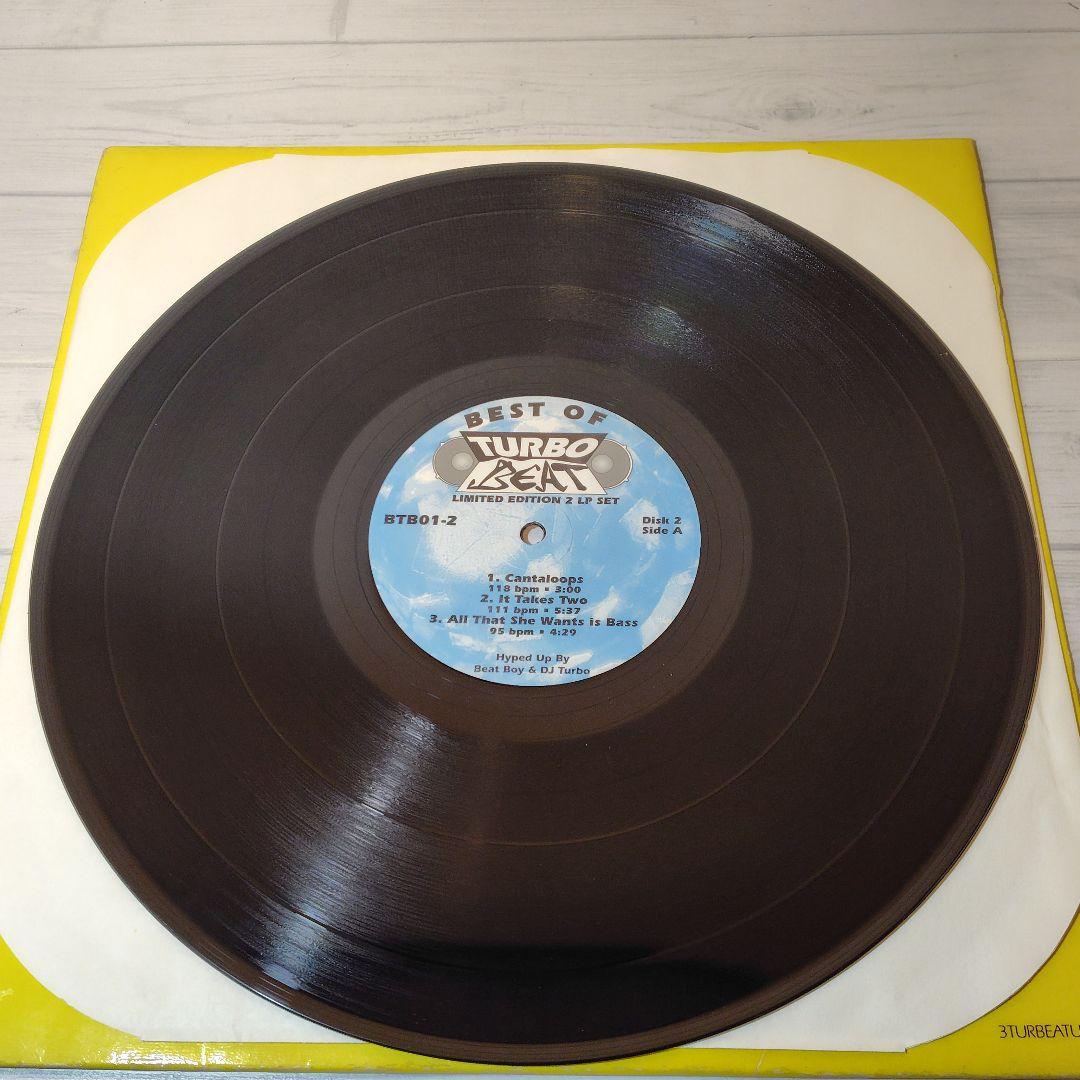 BEST OF
TURBO
BEAT
LIMITED EDITION 2 LP SET
BTB01-2
Disk 2
Side A
1. Cantaloops
118 bpm ▪ 3:00
2. It Takes Two
111 bpm ▪ 5:37
3. All That She Wants is Bass
95 bpm ▪ 4:29
Hyped Up By
Beat Boy & DJ Turbo
3TURBEATU